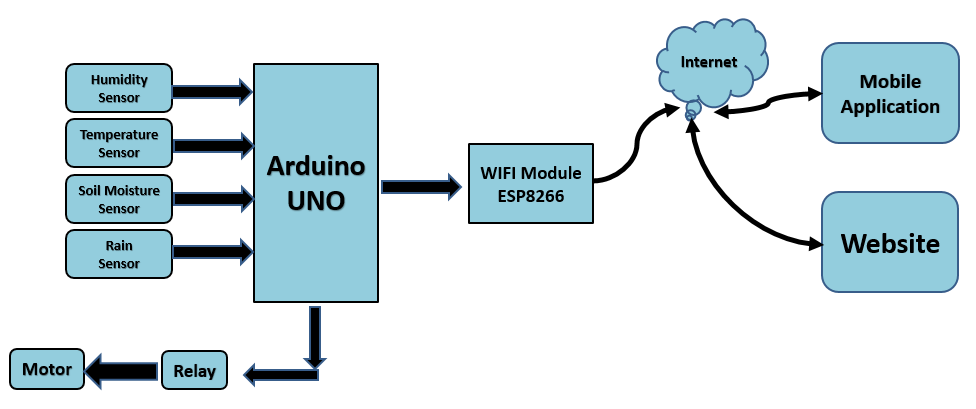 Humidity
Sensor
Temperature
Sensor
Soil Moisture
Sensor
Rain
Sensor
Arduino
UNO
WIFI Module
ESP8266
Internet
Mobile
Application
Website
Motor
Relay